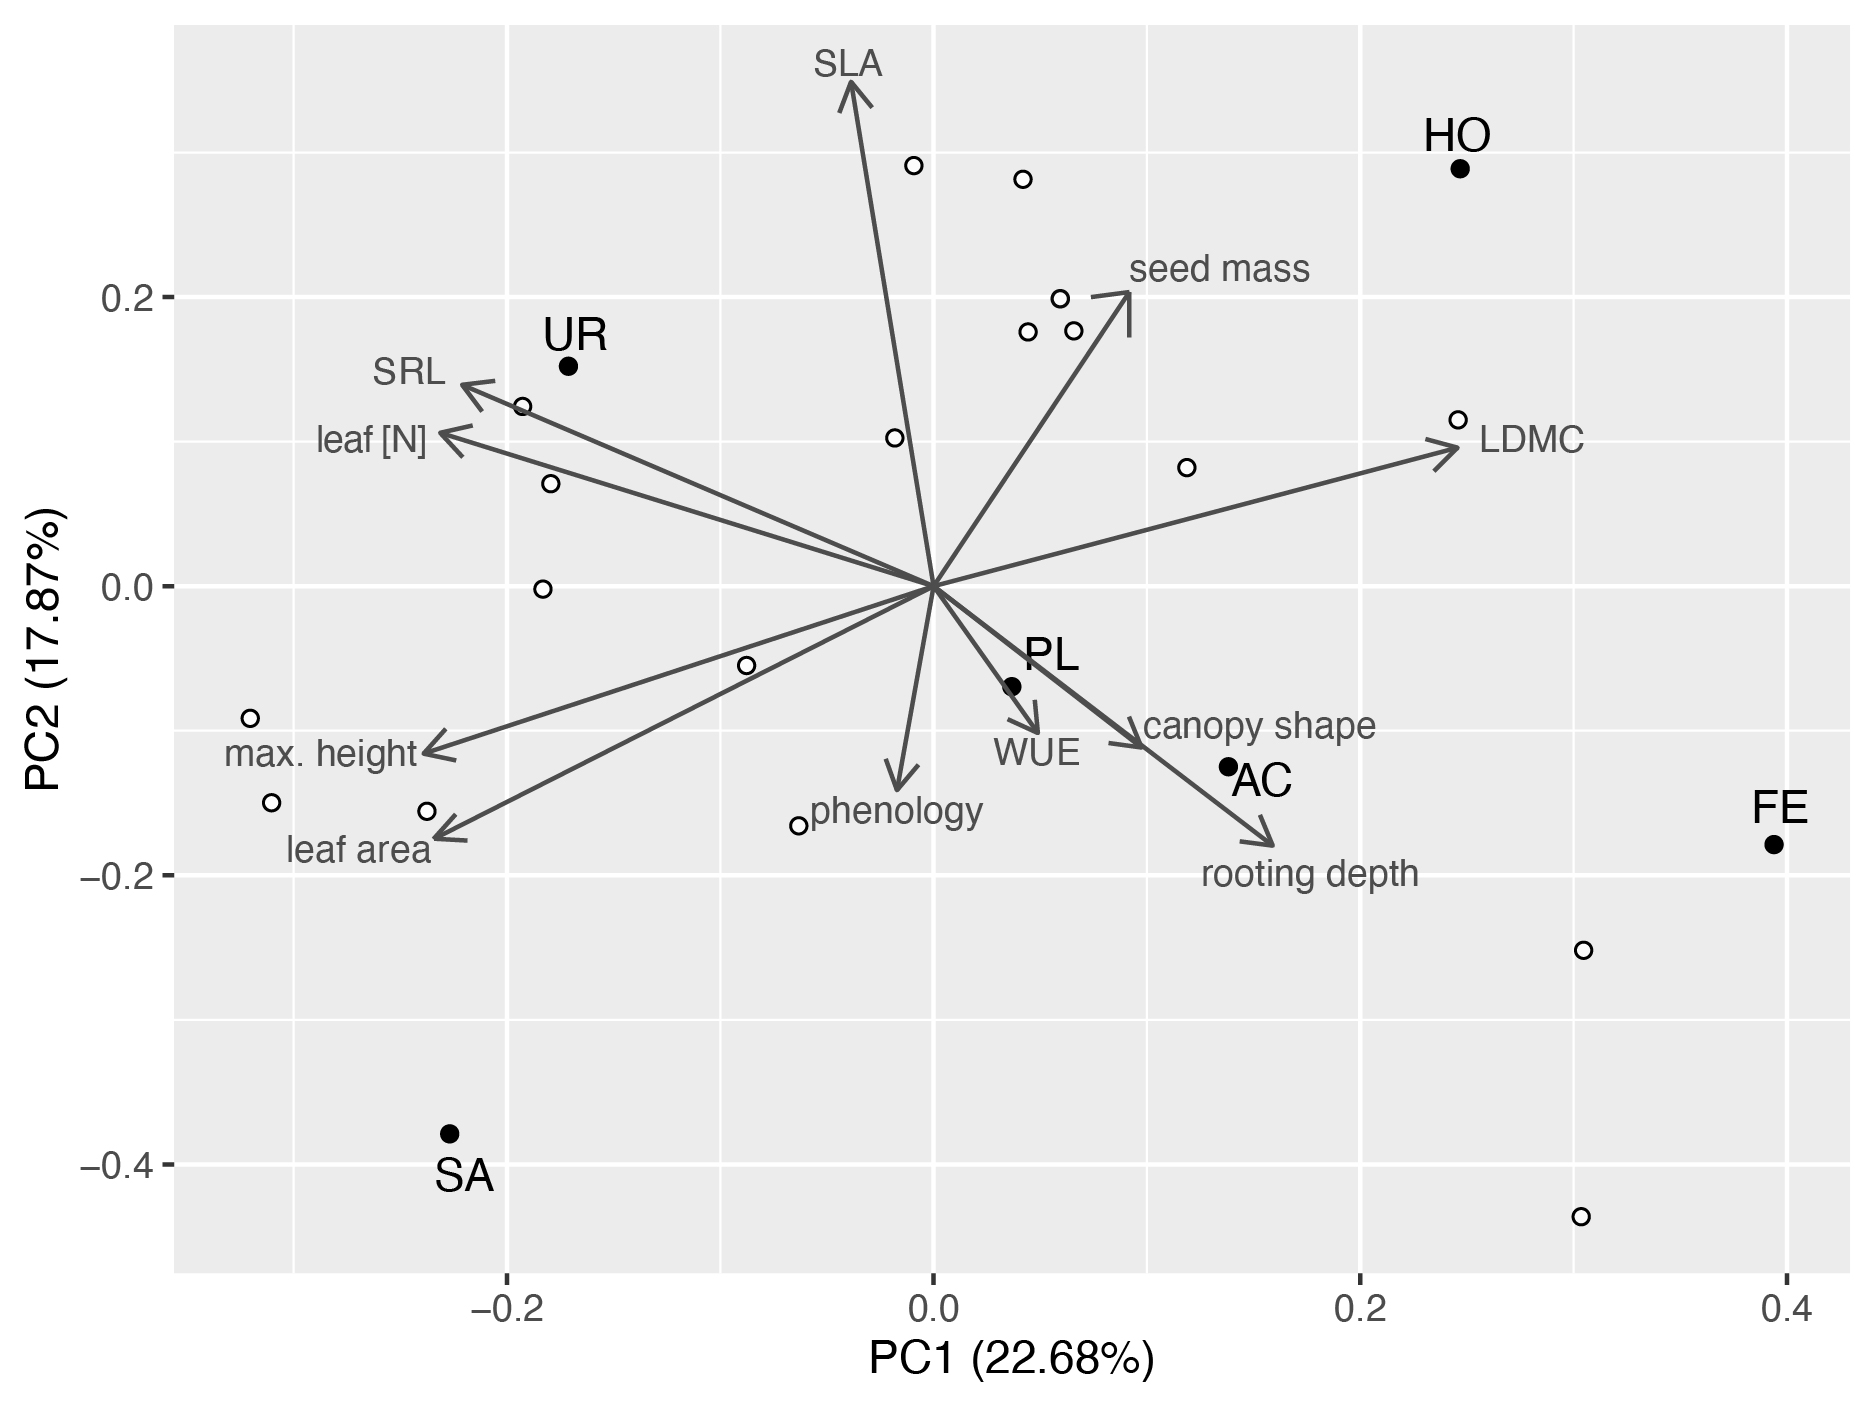 SLA
HO
seed mass
0.2
UR
SRL
leaf [N]
LDMC
0.0
PL
canopy shape
WUE
max. height
AC
phenology
FE
leaf area
rooting depth
−0.2
−0.4
SA
−0.2
0.0
0.2
0.4
PC1 (22.68%)
PC2 (17.87%)